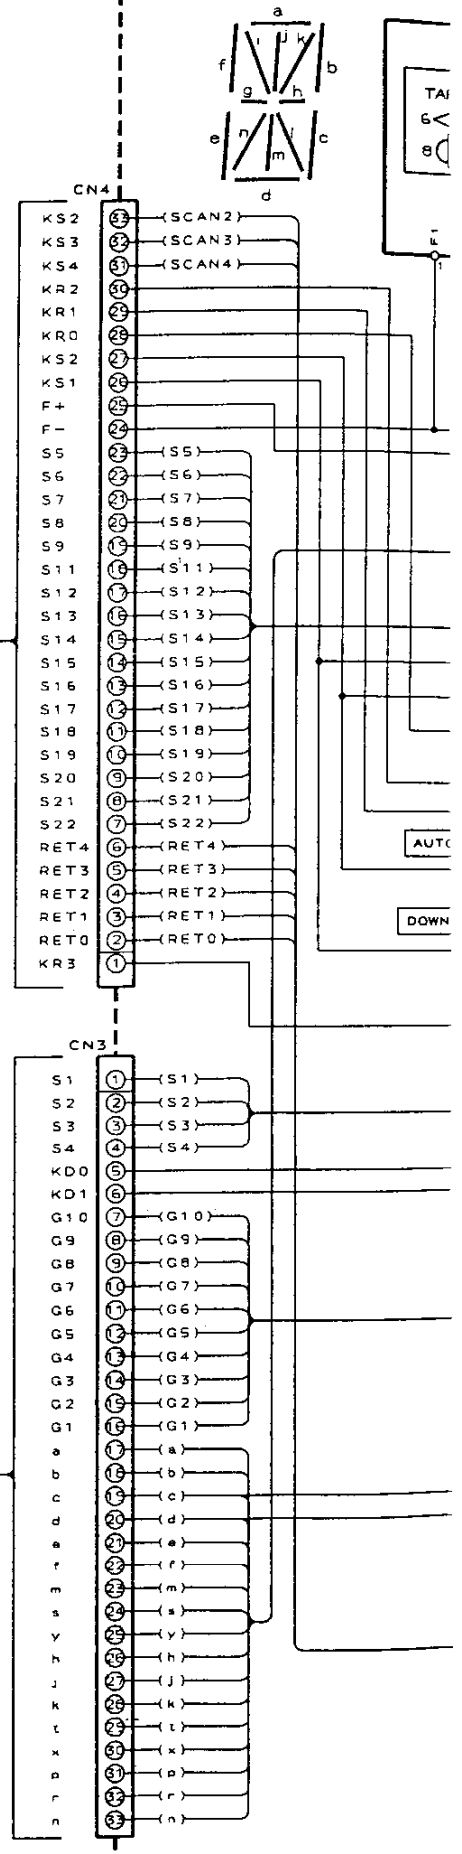 a
i j k
f b
g h
e n l c
m
d
TA
6<
8
F1
1
CN4
KS2 33 (SCAN2)
KS3 32 (SCAN3)
KS4 31 (SCAN4)
KR2 30
KR1 29
KR0 28
KS2 27
KS1 26
F+ 25
F- 24
S5 23 (S5)
S6 22 (S6)
S7 21 (S7)
S8 20 (S8)
S9 19 (S9)
S11 18 (S11)
S12 17 (S12)
S13 16 (S13)
S14 15 (S14)
S15 14 (S15)
S16 13 (S16)
S17 12 (S17)
S18 11 (S18)
S19 10 (S19)
S20 9 (S20)
S21 8 (S21)
S22 7 (S22)
RET4 6 (RET4)
AUTO
RET3 5 (RET3)
RET2 4 (RET2)
RET1 3 (RET1)
DOWN
RET0 2 (RET0)
KR3 1
CN3
S1 1 (S1)
S2 2 (S2)
S3 3 (S3)
S4 4 (S4)
KD0 5
KD1 6
G10 7 (G10)
G9 8 (G9)
G8 9 (G8)
G7 10 (G7)
G6 11 (G6)
G5 12 (G5)
G4 13 (G4)
G3 14 (G3)
G2 15 (G2)
G1 16 (G1)
a 17 (a)
b 18 (b)
c 19 (c)
d 20 (d)
e 21 (e)
f 22 (f)
m 23 (m)
s 24 (s)
y 25 (y)
h 26 (h)
j 27 (j)
k 28 (k)
t 29 (t)
x 30 (x)
p 31 (p)
r 32 (r)
n 33 (n)